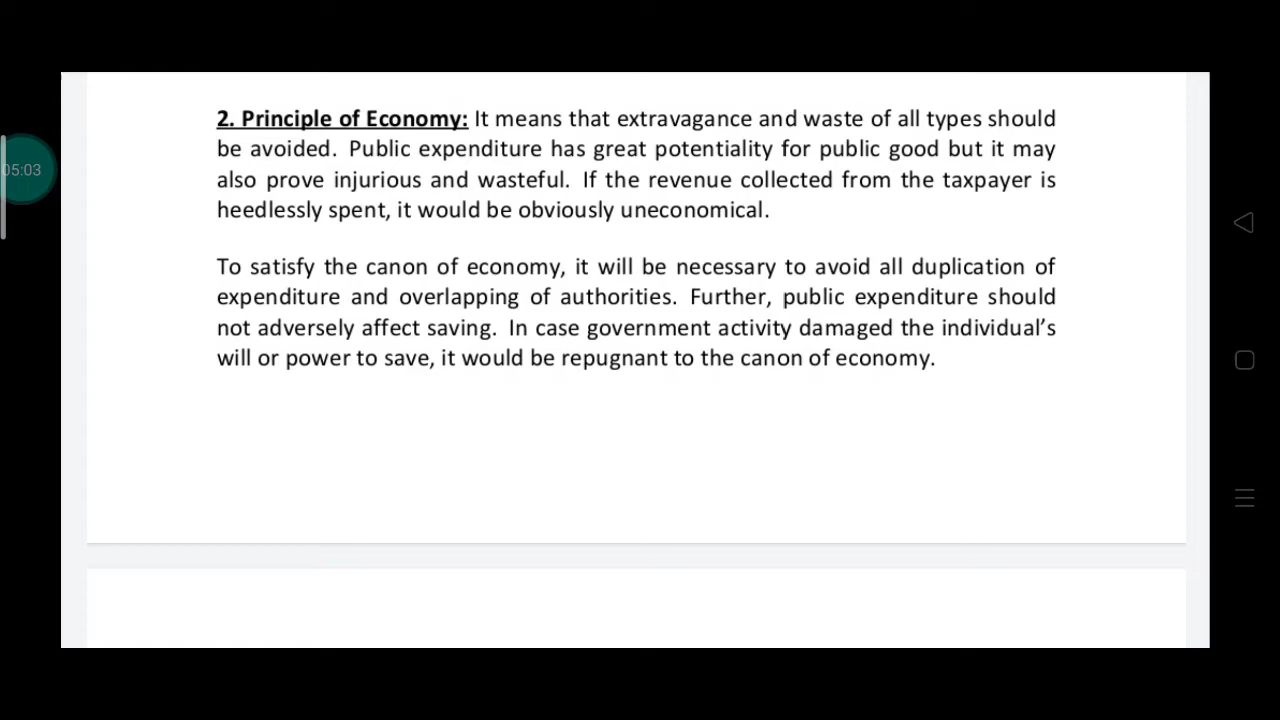 2. Principle of Economy: It means that extravagance and waste of all types should
be avoided. Public expenditure has great potentiality for public good but it may
also prove injurious and wasteful. If the revenue collected from the taxpayer is
heedlessly spent, it would be obviously uneconomical.
05:03
To satisfy the canon of economy, it will be necessary to avoid all duplication of
expenditure and overlapping of authorities. Further, public expenditure should
not adversely affect saving. In case government activity damaged the individual’s
will or power to save, it would be repugnant to the canon of economy.